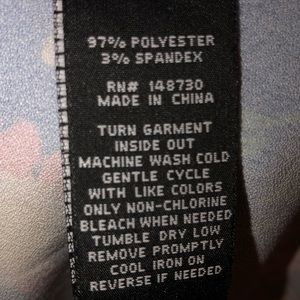 97% POLYESTER
3% SPANDEX
RN# 148730
MADE IN CHINA
TURN GARMENT
INSIDE OUT
MACHINE WASH COLD
GENTLE CYCLE
WITH LIKE COLORS
ONLY NON-CHLORINE
BLEACH WHEN NEEDED
TUMBLE DRY LOW
REMOVE PROMPTLY
COOL IRON ON
REVERSE IF NEEDED